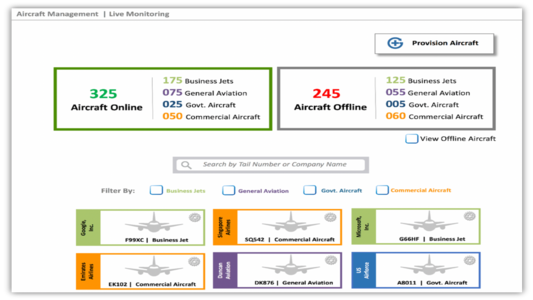 Aircraft Management | Live Monitoring
Provision Aircraft
325
Aircraft Online
175 Business Jets
075 General Aviation
025 Govt. Aircraft
050 Commercial Aircraft
245
Aircraft Offline
125 Business Jets
055 General Aviation
005 Govt. Aircraft
060 Commercial Aircraft
View Offline Aircraft
Search by Tail Number or Company Name
Filter By: Business Jets General Aviation Govt. Aircraft Commercial Aircraft
Google, Inc.
F99XC | Business Jet
Singapore Airlines
SQ542 | Commercial Aircraft
Microsoft, Inc.
G66HF | Business Jet
Emirates Airlines
EK102 | Commercial Aircraft
Duncan Aviation
DK876 | General Aviation
US Airforce
AB011 | Govt. Aircraft